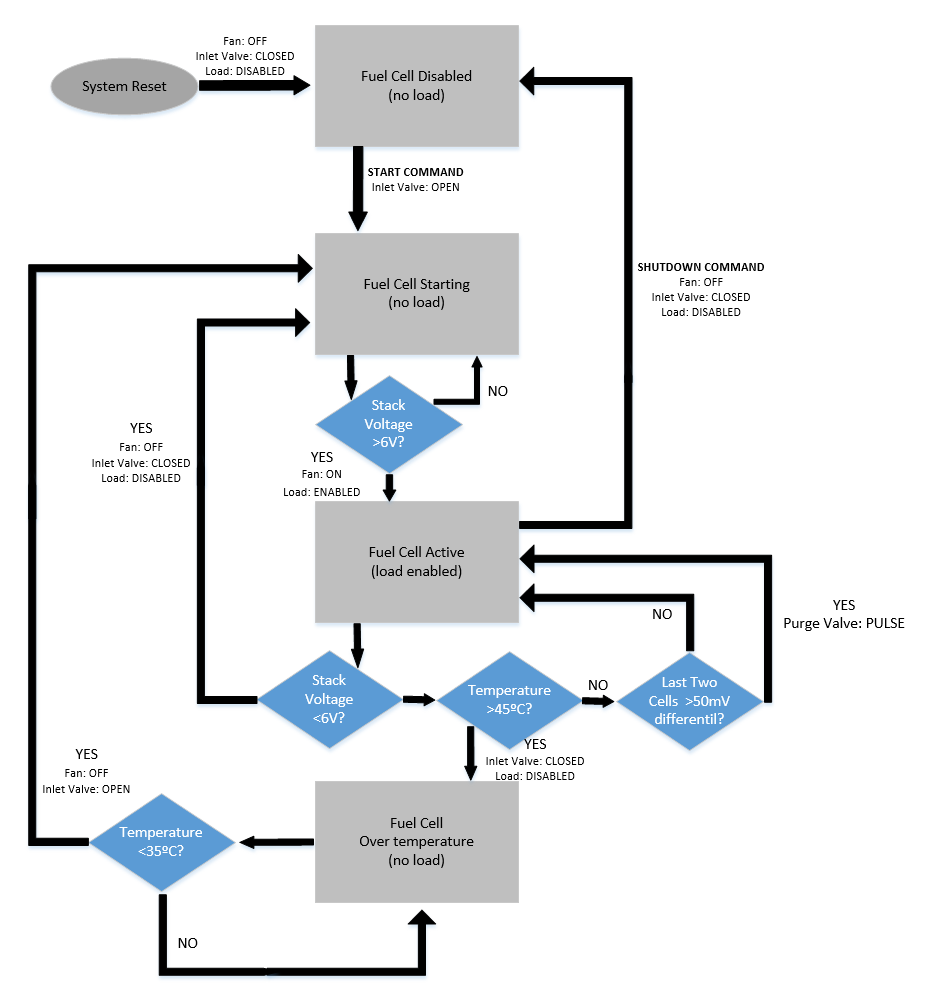 Fan: OFF
Inlet Valve: CLOSED
Load: DISABLED
System Reset
Fuel Cell Disabled
(no load)
START COMMAND
Inlet Valve: OPEN
Fuel Cell Starting
(no load)
SHUTDOWN COMMAND
Fan: OFF
Inlet Valve: CLOSED
Load: DISABLED
NO
Stack
Voltage
>6V?
YES
Fan: OFF
Inlet Valve: CLOSED
Load: DISABLED
YES
Fan: ON
Load: ENABLED
Fuel Cell Active
(load enabled)
NO
YES
Purge Valve: PULSE
Stack
Voltage
<6V?
Temperature
>45ºC?
NO
Last Two
Cells >50mV
differentil?
YES
Inlet Valve: CLOSED
Load: DISABLED
YES
Fan: OFF
Inlet Valve: OPEN
Temperature
<35ºC?
Fuel Cell
Over temperature
(no load)
NO